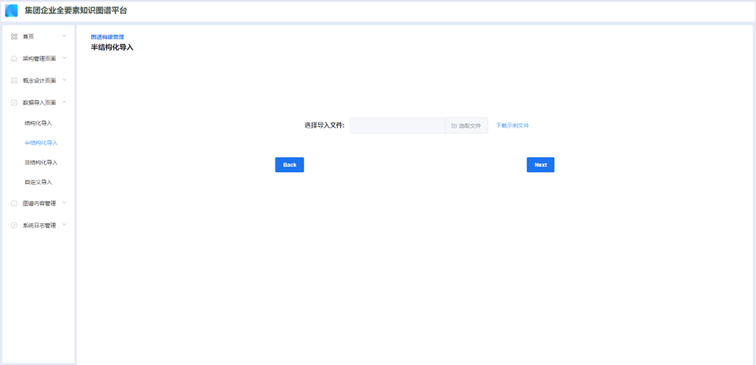 集团企业全要素知识图谱平台
首页
架构管理页面
概念设计页面
数据导入页面
结构化导入
半结构化导入
非结构化导入
自定义导入
图谱内容管理
系统日志管理
图谱构建管理
半结构化导入
选择导入文件:
选取文件
下载示例文件
Back
Next